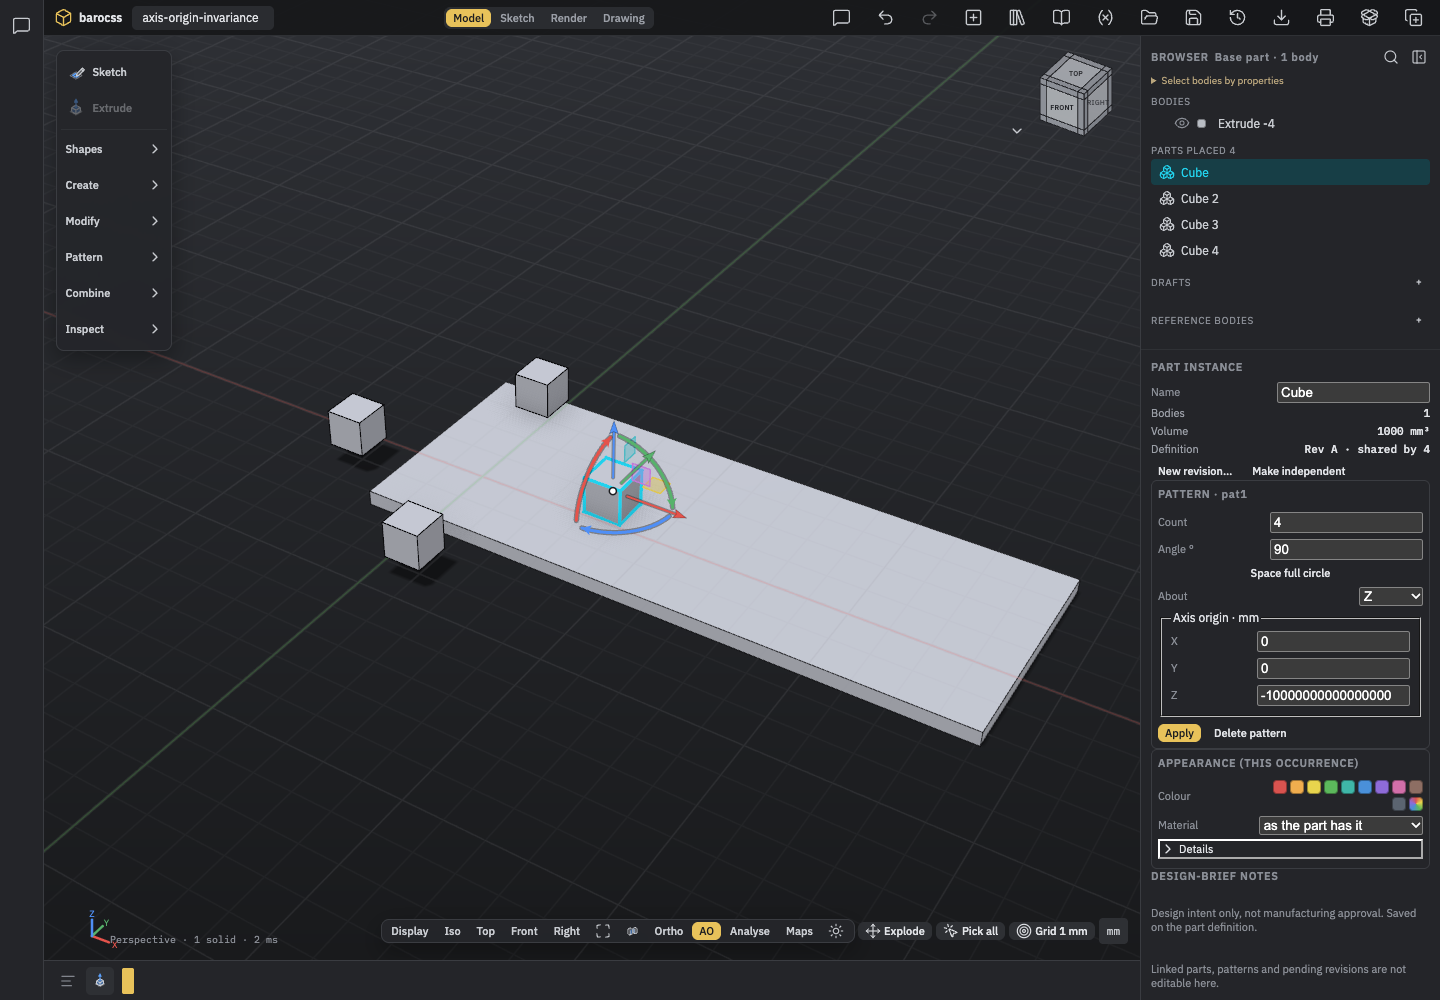 barocss
axis-origin-invariance
Model
Sketch
Render
Drawing
Sketch
Extrude
Shapes
Create
Modify
Pattern
Combine
Inspect
TOP
FRONT
RIGHT
BROWSER Base part · 1 body
Select bodies by properties
BODIES
Extrude -4
PARTS PLACED 4
Cube
Cube 2
Cube 3
Cube 4
DRAFTS +
REFERENCE BODIES +
PART INSTANCE
Name Cube
Bodies 1
Volume 1000 mm³
Definition Rev A · shared by 4
New revision... Make independent
PATTERN · pat1
Count 4
Angle ° 90
Space full circle
About Z
Axis origin · mm
X 0
Y 0
Z -10000000000000000
Apply Delete pattern
APPEARANCE (THIS OCCURRENCE)
Colour
Material as the part has it
Details
DESIGN-BRIEF NOTES
Design intent only, not manufacturing approval. Saved
on the part definition.
Linked parts, patterns and pending revisions are not
editable here.
Z
Y
X
Perspective · 1 solid · 2 ms
Display Iso Top Front Right Ortho AO Analyse Maps Explode Pick all Grid 1 mm mm